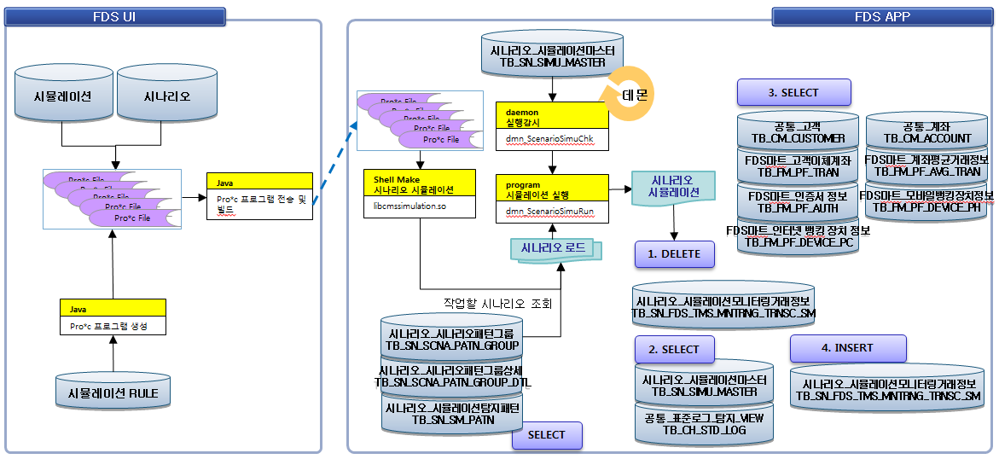 FDS UI
시뮬레이션
시나리오
Pro*c File
Pro*c File
Pro*c File
Pro*c File
Pro*c File
Java
Pro*c 프로그램 전송 및
빌드
Java
Pro*c 프로그램 생성
시뮬레이션 RULE
FDS APP
시나리오_시뮬레이션마스터
TB_SN_SIMU_MASTER
데몬
Pro*c File
Pro*c File
Pro*c File
Pro*c File
Pro*c File
daemon
실행감시
dmn_ScenarioSimuChk
Shell Make
시나리오 시뮬레이션
libcmssimulation.so
program
시뮬레이션 실행
dmn_ScenarioSimuRun
시나리오
시뮬레이션
시나리오 로드
작업할 시나리오 조회
시나리오_시나리오패턴그룹
TB_SN_SCNA_PATN_GROUP
시나리오_시나리오패턴그룹상세
TB_SN_SCNA_PATN_GROUP_DTL
시나리오_시뮬레이션탐지패턴
TB_SN_SM_PATN
SELECT
1. DELETE
시나리오_시뮬레이션모니터링거래정보
TB_SN_FDS_TMS_MNTRNG_TRNSC_SM
2. SELECT
시나리오_시뮬레이션마스터
TB_SN_SIMU_MASTER
공통_표준로그_탐지_VIEW
TB_CH_STD_LOG
3. SELECT
공통_고객
TB_CM_CUSTOMER
FDS마트_고객이체계좌
TB_FM_PF_TRAN
FDS마트_인증서 정보
TB_FM_PF_AUTH
FDS마트_인터넷 뱅킹 장치 정보
TB_FM_PF_DEVICE_PC
공통_계좌
TB_CM_ACCOUNT
FDS마트_계좌평균거래정보
TB_FM_PF_AVG_TRAN
FDS마트_모바일뱅킹장치정보
TB_FM_PF_DEVICE_PH
4. INSERT
시나리오_시뮬레이션모니터링거래정보
TB_SN_FDS_TMS_MNTRNG_TRNSC_SM